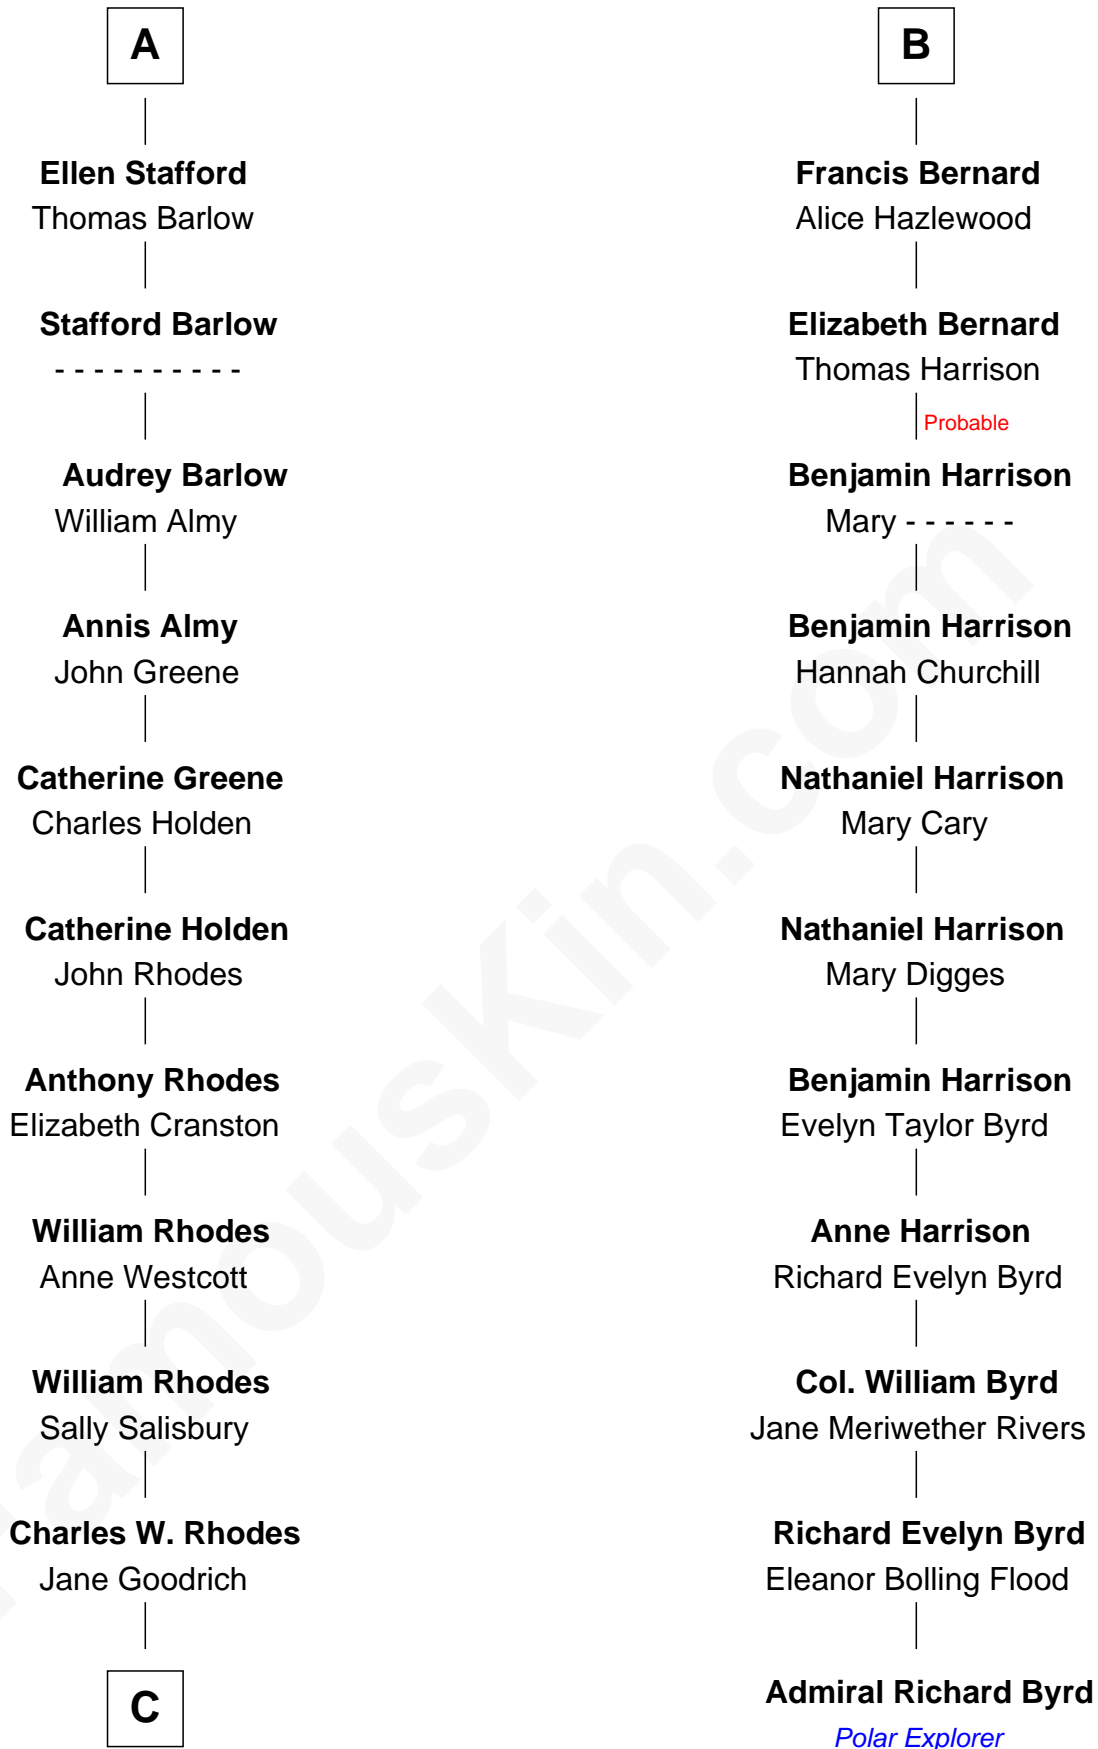 A
Ellen Stafford
Thomas Barlow
Stafford Barlow
- - - - - - - - - -
Audrey Barlow
William Almy
Annis Almy
John Greene
Catherine Greene
Charles Holden
Catherine Holden
John Rhodes
Anthony Rhodes
Elizabeth Cranston
William Rhodes
Anne Westcott
William Rhodes
Sally Salisbury
Charles W. Rhodes
Jane Goodrich
C
B
Francis Bernard
Alice Hazlewood
Elizabeth Bernard
Thomas Harrison
Probable
Benjamin Harrison
Mary - - - - - -
Benjamin Harrison
Hannah Churchill
Nathaniel Harrison
Mary Cary
Nathaniel Harrison
Mary Digges
Benjamin Harrison
Evelyn Taylor Byrd
Anne Harrison
Richard Evelyn Byrd
Col. William Byrd
Jane Meriwether Rivers
Richard Evelyn Byrd
Eleanor Bolling Flood
Admiral Richard Byrd
Polar Explorer
FamousKin.com